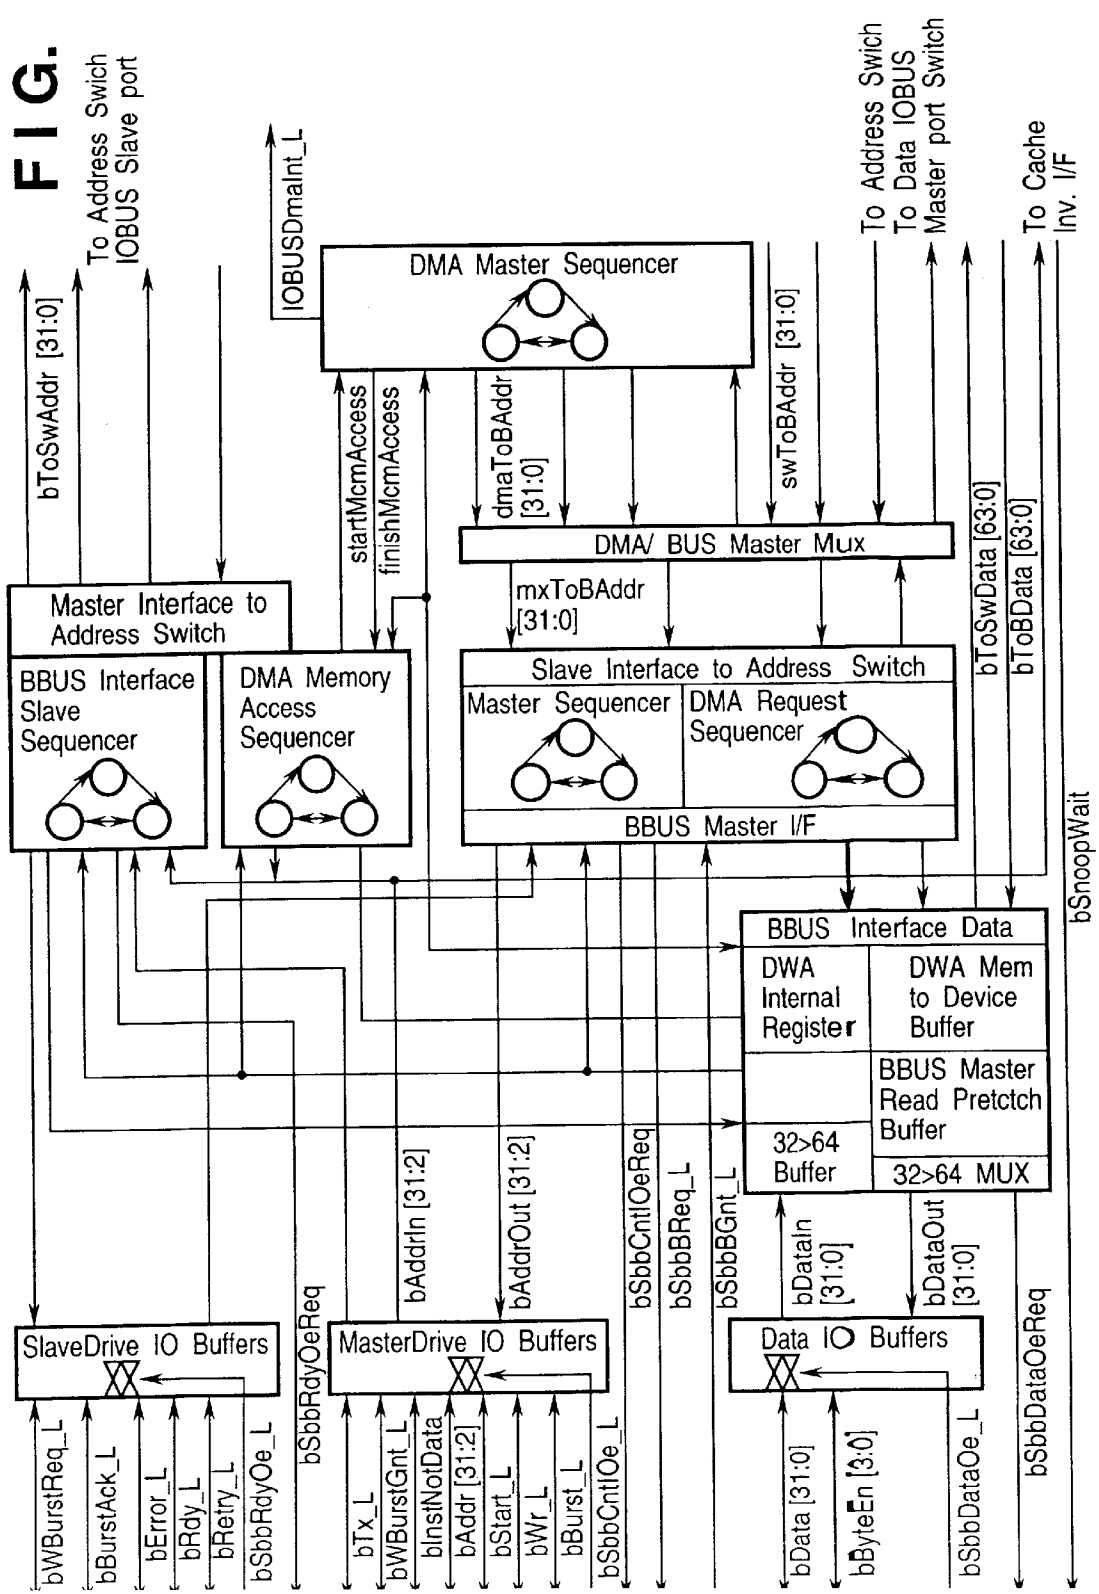 FIG.
To Address Swich
IOBUS Slave port
IOBUSDmaInt_L
bToSwAddr [31:0]
DMA Master Sequencer
To Address Swich
To Data IOBUS
Master port Switch
To Cache
Inv. I/F
startMcmAccess
finishMcmAccess
dmaToBAddr
[31:0]
swToBAddr [31:0]
DMA/ BUS Master Mux
bToSwData [63:0]
bToBData [63:0]
mxToBAddr
[31:0]
Master Interface to
Address Switch
BBUS Interface
Slave
Sequencer
DMA Memory
Access
Sequencer
Slave Interface to Address Switch
Master Sequencer
DMA Request
Sequencer
BBUS Master I/F
bSnoopWait
BBUS Interface Data
DWA
Internal
Register
DWA Mem
to Device
Buffer
BBUS Master
Read Pretctch
Buffer
32>64
Buffer
32>64 MUX
bAddrIn [31:2]
bAddrOut [31:2]
bSbbCntlOeReq
bSbbBReq_L
bSbbBGnt_L
bDataIn
[31:0]
bDataOut
[31:0]
bSbbRdyOeReq
bSbbDataOeReq
SlaveDrive IO Buffers
MasterDrive IO Buffers
Data IO Buffers
bWBurstReq_L
bBurstAck_L
bError_L
bRdy_L
bRetry_L
bSbbRdyOe_L
bTx_L
bWBurstGnt_L
bInstNotData
bAddr [31:2]
bStart_L
bWr_L
bBurst_L
bSbbCntlOe_L
bData [31:0]
bByteEn [3:0]
bSbbDataOe_L